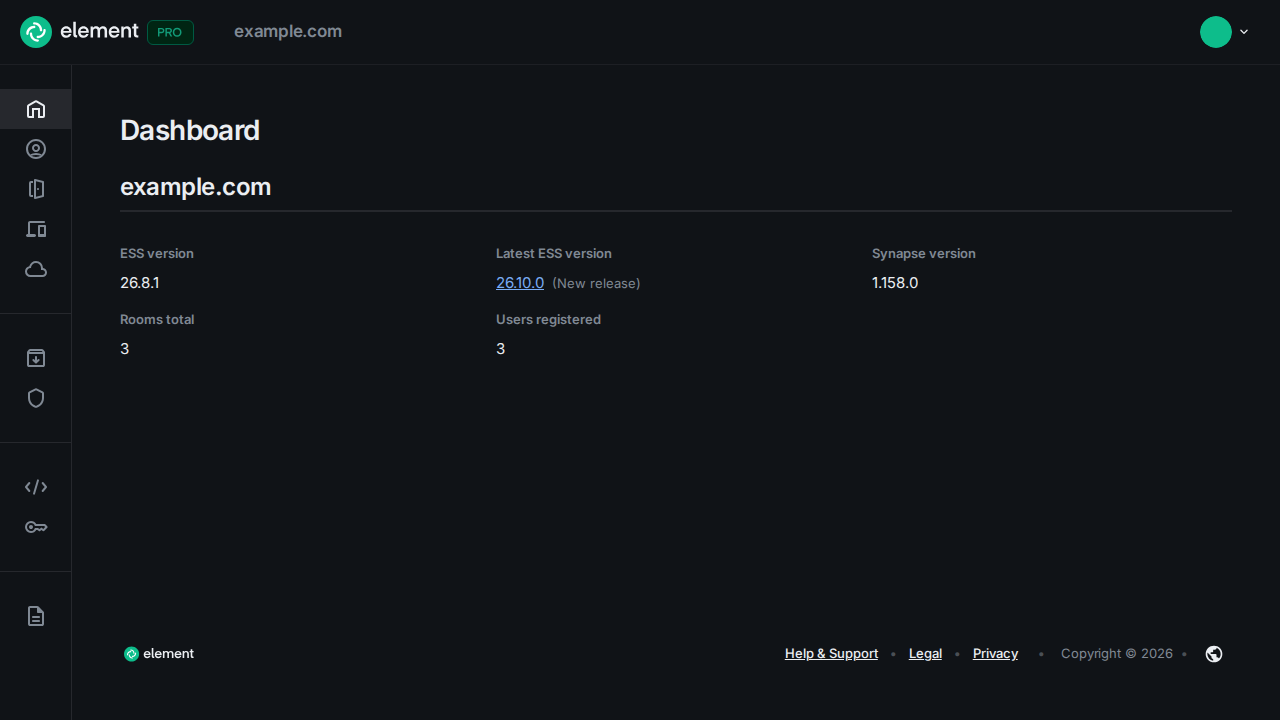 element PRO example.com
Dashboard
example.com
ESS version Latest ESS version Synapse version
26.8.1 26.10.0 (New release) 1.158.0
Rooms total Users registered
3 3
element Help & Support • Legal • Privacy • Copyright © 2026 •